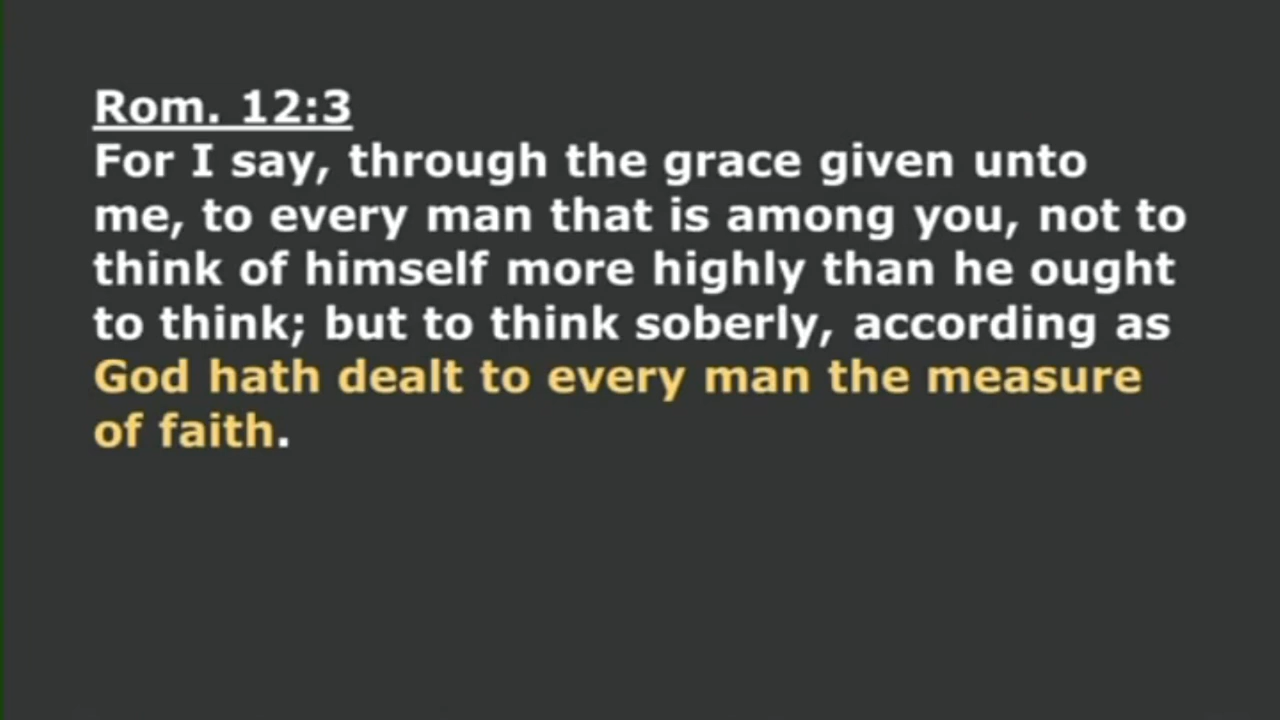 Rom. 12:3
For I say, through the grace given unto
me, to every man that is among you, not to
think of himself more highly than he ought
to think; but to think soberly, according as
God hath dealt to every man the measure
of faith.